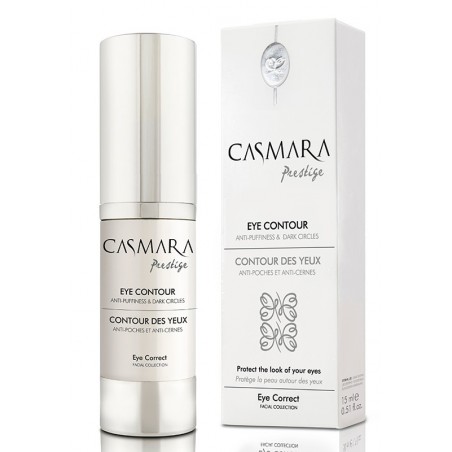 CASMARA
Prestige
EYE CONTOUR
ANTI-PUFFINESS & DARK CIRCLES
CONTOUR DES YEUX
ANTI-POCHES ET ANTI-CERNES
Eye Correct
FACIAL COLLECTION
CASMARA
Prestige
EYE CONTOUR
ANTI-PUFFINESS & DARK CIRCLES
CONTOUR DES YEUX
ANTI-POCHES ET ANTI-CERNES
Protect the look of your eyes
Protège la peau autour des yeux
Eye Correct
FACIAL COLLECTION
15 ml e
0.51 fl.oz.